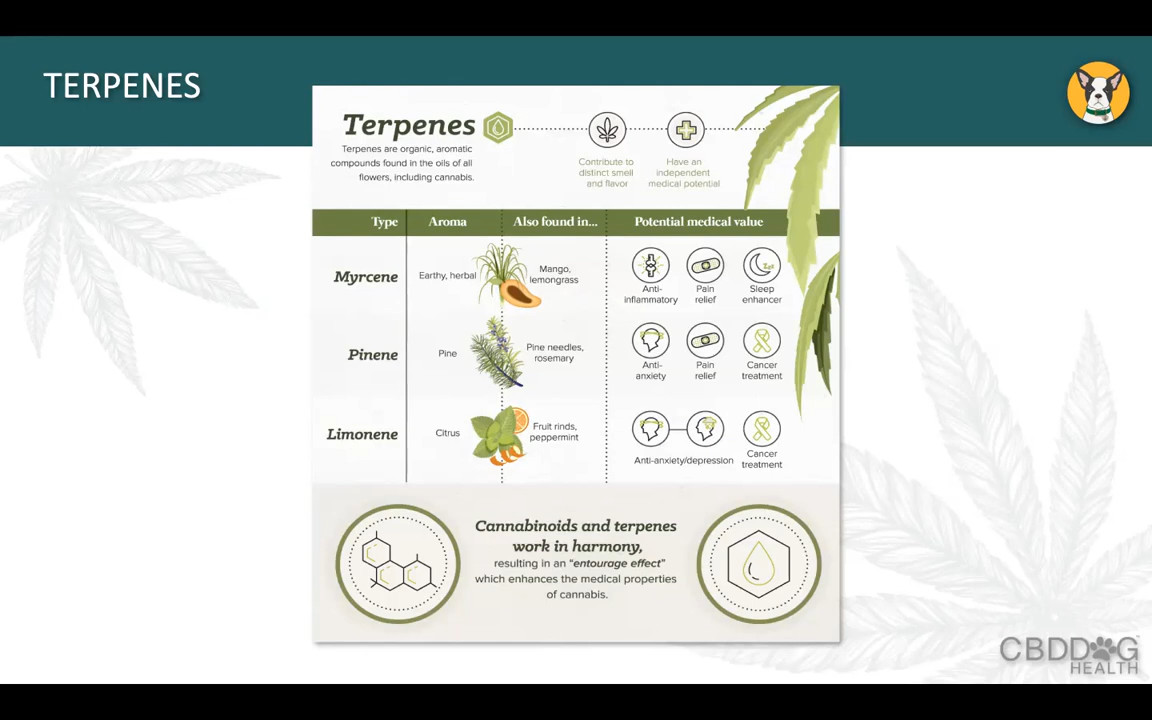 TERPENES
Terpenes
Terpenes are organic, aromatic
compounds found in the oils of all
flowers, including cannabis.
Contribute to
distinct smell
and flavor
Have an
independent
medical potential
Type
Aroma
Also found in...
Potential medical value
Myrcene
Earthy, herbal
Mango,
lemongrass
Anti-
inflammatory
Pain
relief
Sleep
enhancer
Pinene
Pine
Pine needles,
rosemary
Anti-
anxiety
Pain
relief
Cancer
treatment
Limonene
Citrus
Fruit rinds,
peppermint
Anti-anxiety/depression
Cancer
treatment
Cannabinoids and terpenes
work in harmony,
resulting in an "entourage effect"
which enhances the medical properties
of cannabis.
CBDDOG
HEALTH